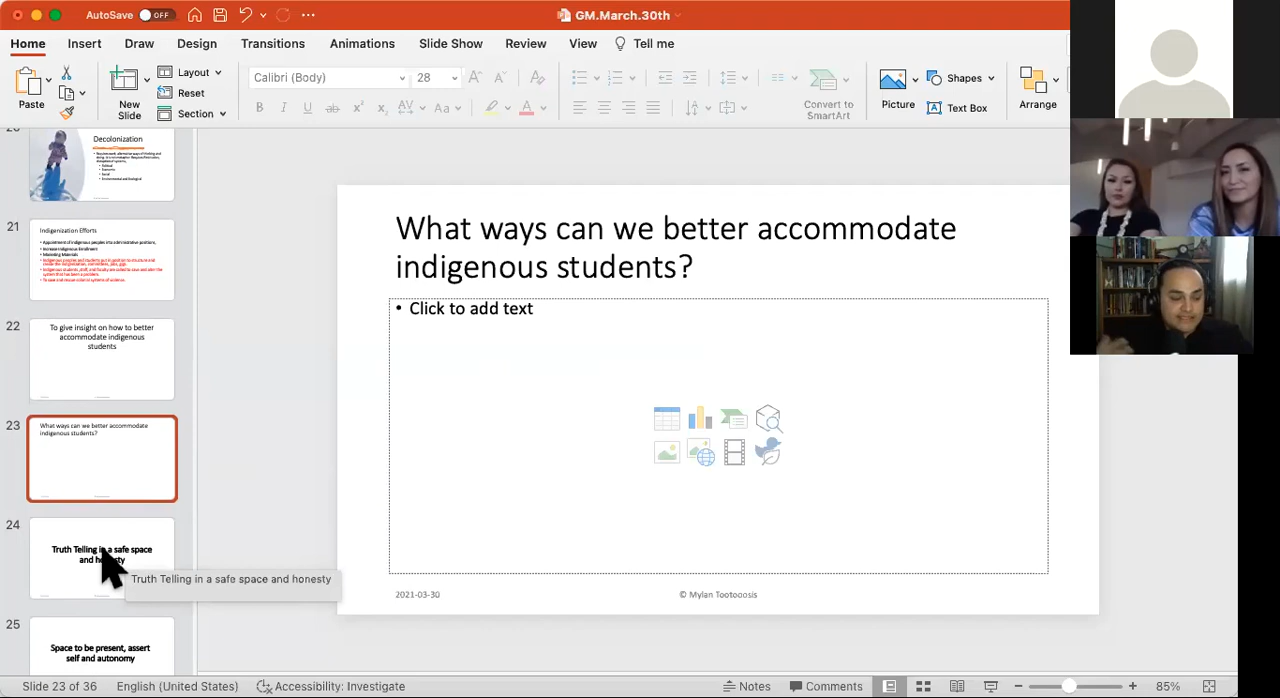 AutoSave OFF
GM.March.30th
Home Insert Draw Design Transitions Animations Slide Show Review View Tell me
Paste
New
Slide
Layout
Reset
Section
Calibri (Body) 28
Convert to
SmartArt
Picture
Shapes
Text Box
Arrange
Decolonization
21
Indigenization Efforts
22
To give insight on how to better
accommodate indigenous
students
23
What ways can we better accommodate
indigenous students?
24
Truth Telling in a safe space
Truth Telling in a safe space and honesty
25
Space to be present, assert
self and autonomy
What ways can we better accommodate
indigenous students?
• Click to add text
2021-03-30
© Mylan Tootoosis
Slide 23 of 36 English (United States) Accessibility: Investigate Notes Comments 85%